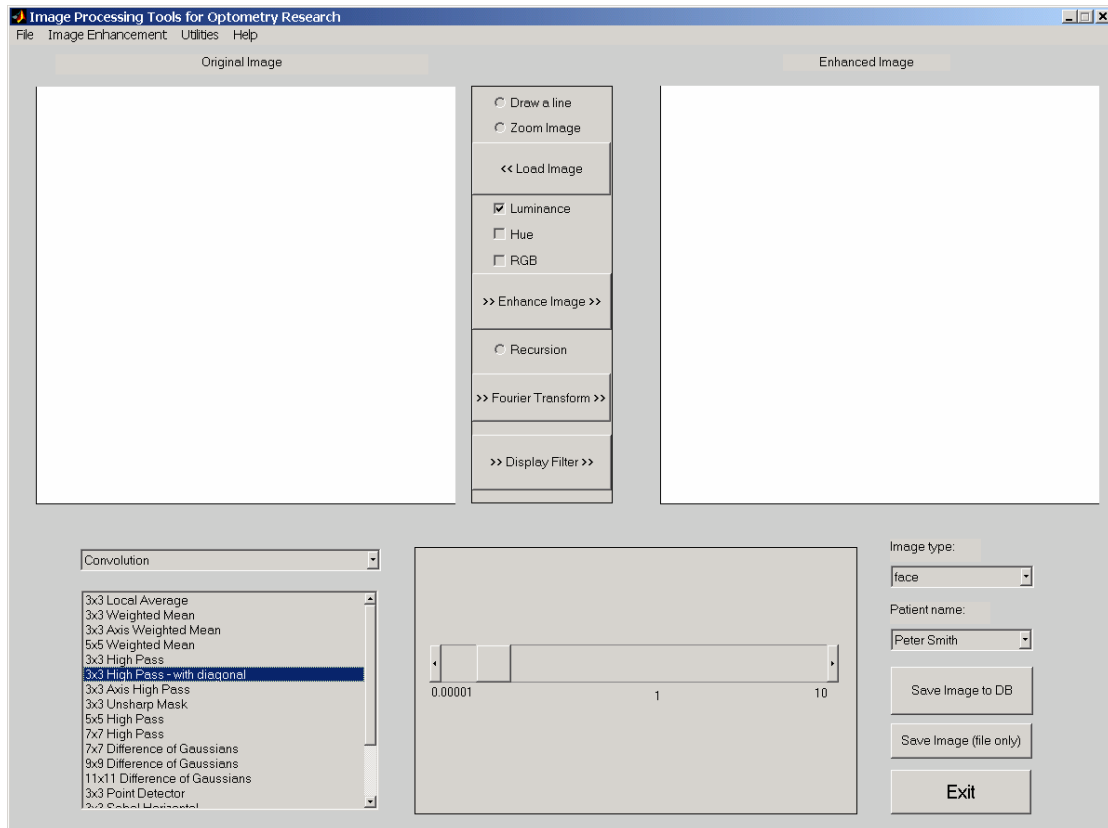 Image Processing Tools for Optometry Research
File Image Enhancement Utilities Help
Original Image
Enhanced Image
Draw a line
Zoom Image
<< Load Image
Luminance
Hue
RGB
>> Enhance Image >>
Recursion
>> Fourier Transform >>
>> Display Filter >>
Convolution
3x3 Local Average
3x3 Weighted Mean
3x3 Axis Weighted Mean
5x5 Weighted Mean
3x3 High Pass
3x3 High Pass - with diagonal
3x3 Axis High Pass
3x3 Unsharp Mask
5x5 High Pass
7x7 High Pass
7x7 Difference of Gaussians
9x9 Difference of Gaussians
11x11 Difference of Gaussians
3x3 Point Detector
3x3 Sobel Horizontal
0.00001 1 10
Image type:
face
Patient name:
Peter Smith
Save Image to DB
Save Image (file only)
Exit